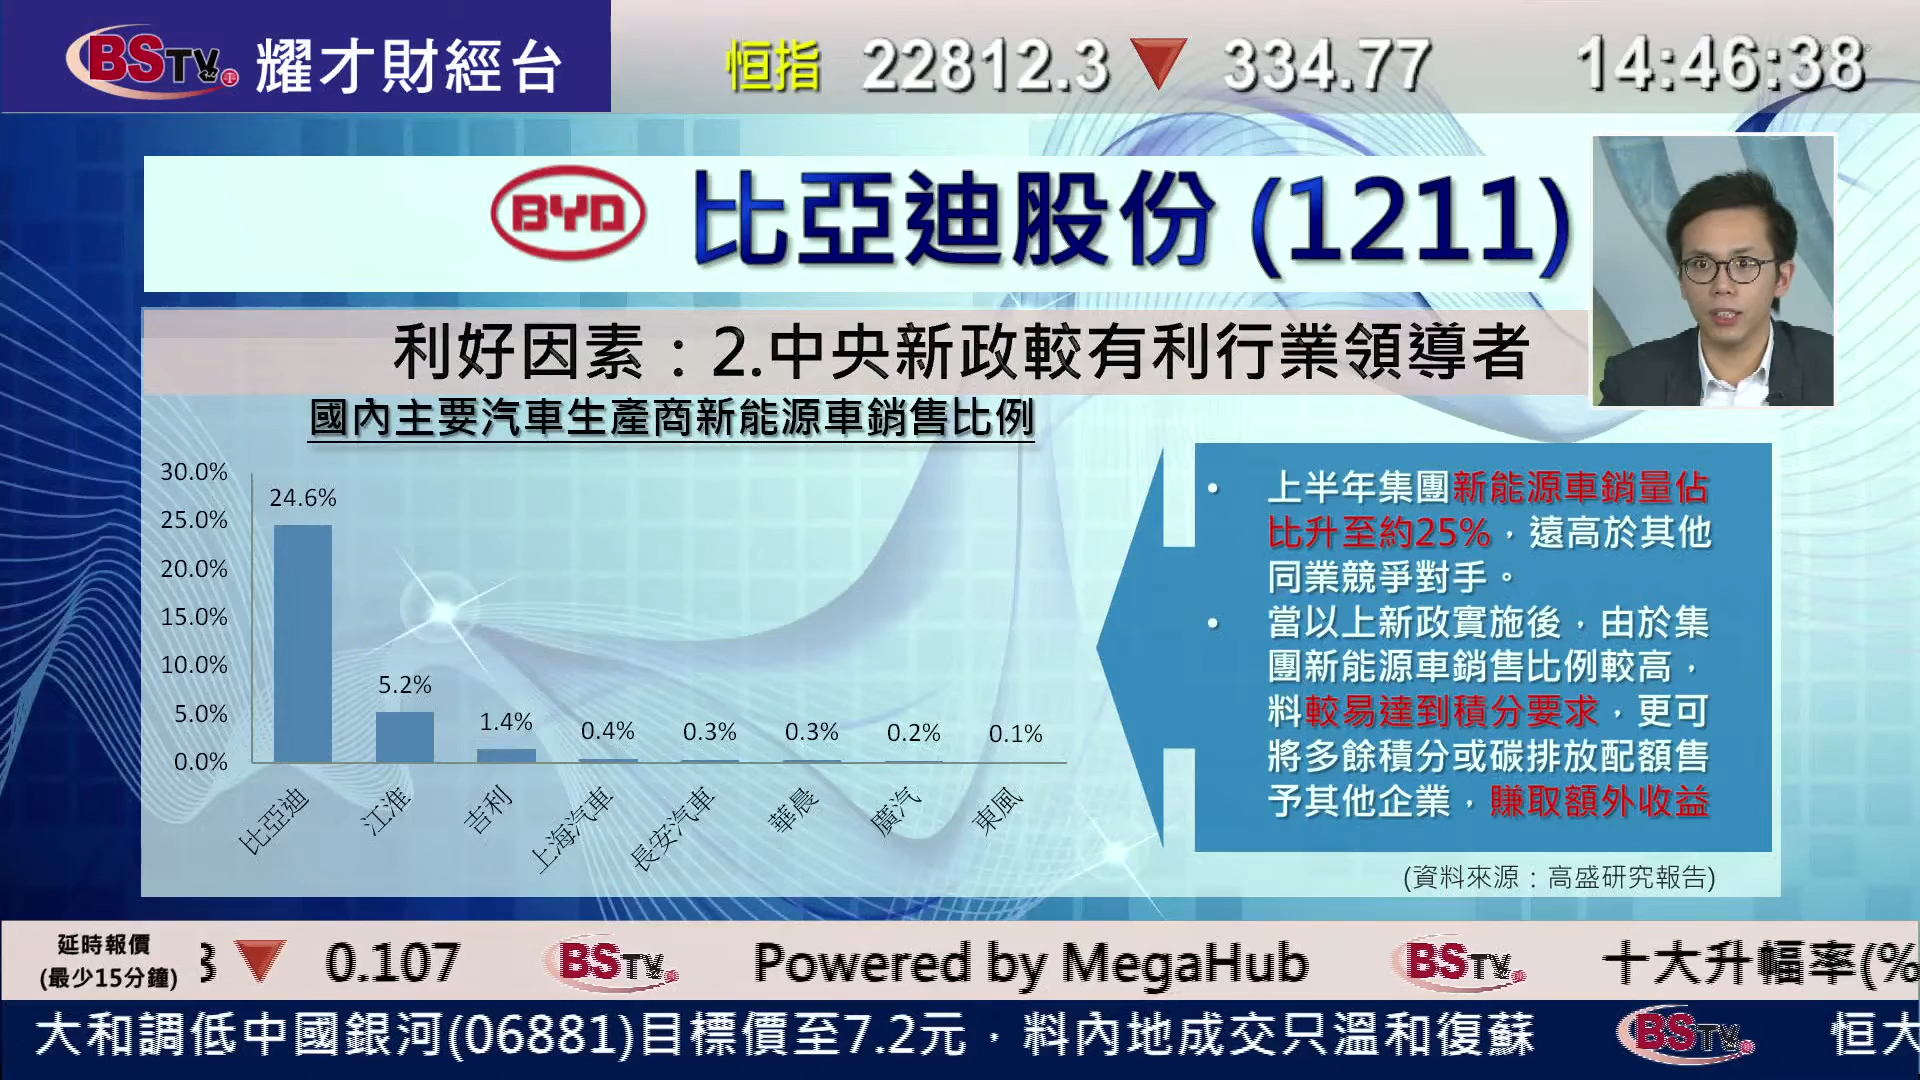 BSTV 耀才財經台
恒指 22812.3 ▼ 334.77 14:46:38
BYD 比亞迪股份 (1211)
利好因素：2.中央新政較有利行業領導者
國內主要汽車生產商新能源車銷售比例
30.0%
25.0%
20.0%
15.0%
10.0%
5.0%
0.0%
24.6%
5.2%
1.4%
0.4%
0.3%
0.3%
0.2%
0.1%
比亞迪
江淮
吉利
上海汽車
長安汽車
華晨
廣汽
東風
• 上半年集團新能源車銷量佔
比升至約25%，遠高於其他
同業競爭對手。
• 當以上新政實施後，由於集
團新能源車銷售比例較高，
料較易達到積分要求，更可
將多餘積分或碳排放配額售
予其他企業，賺取額外收益
(資料來源：高盛研究報告)
延時報價
(最少15分鐘)
▼ 0.107 BSTV Powered by MegaHub BSTV 十大升幅率(%
大和調低中國銀河(06881)目標價至7.2元，料內地成交只溫和復蘇 BSTV 恒大